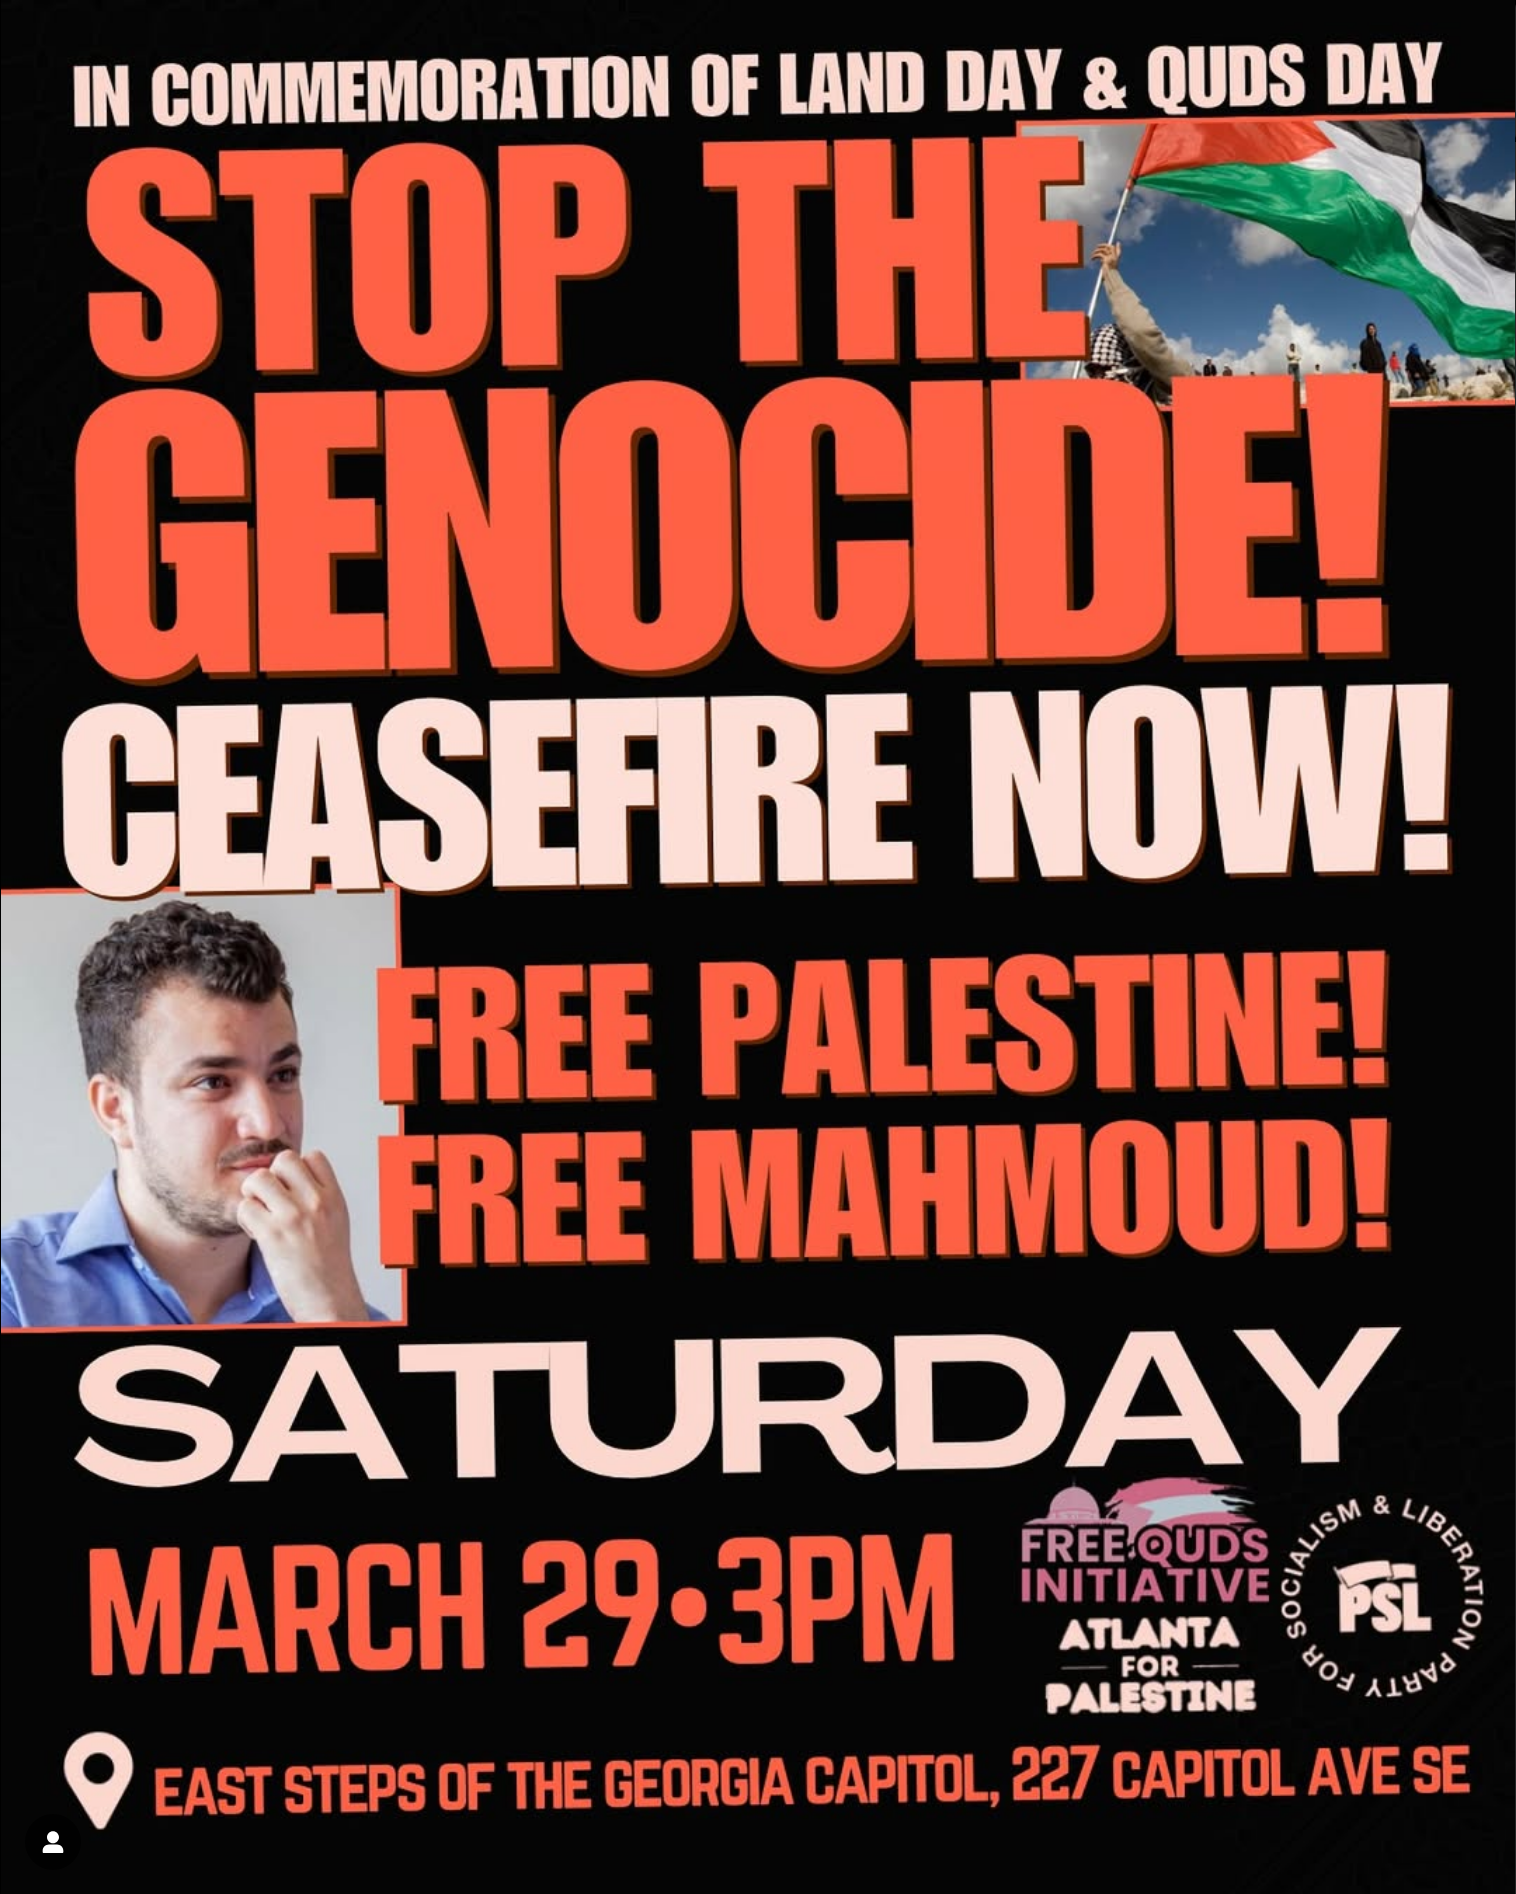 IN COMMEMORATION OF LAND DAY & QUDS DAY
STOP THE
GENOCIDE!
CEASEFIRE NOW!
FREE PALESTINE!
FREE MAHMOUD!
SATURDAY
MARCH 29•3PM
FREE QUDS
INITIATIVE
ATLANTA
FOR
PALESTINE
PARTY FOR SOCIALISM & LIBERATION
PSL
EAST STEPS OF THE GEORGIA CAPITOL, 227 CAPITOL AVE SE